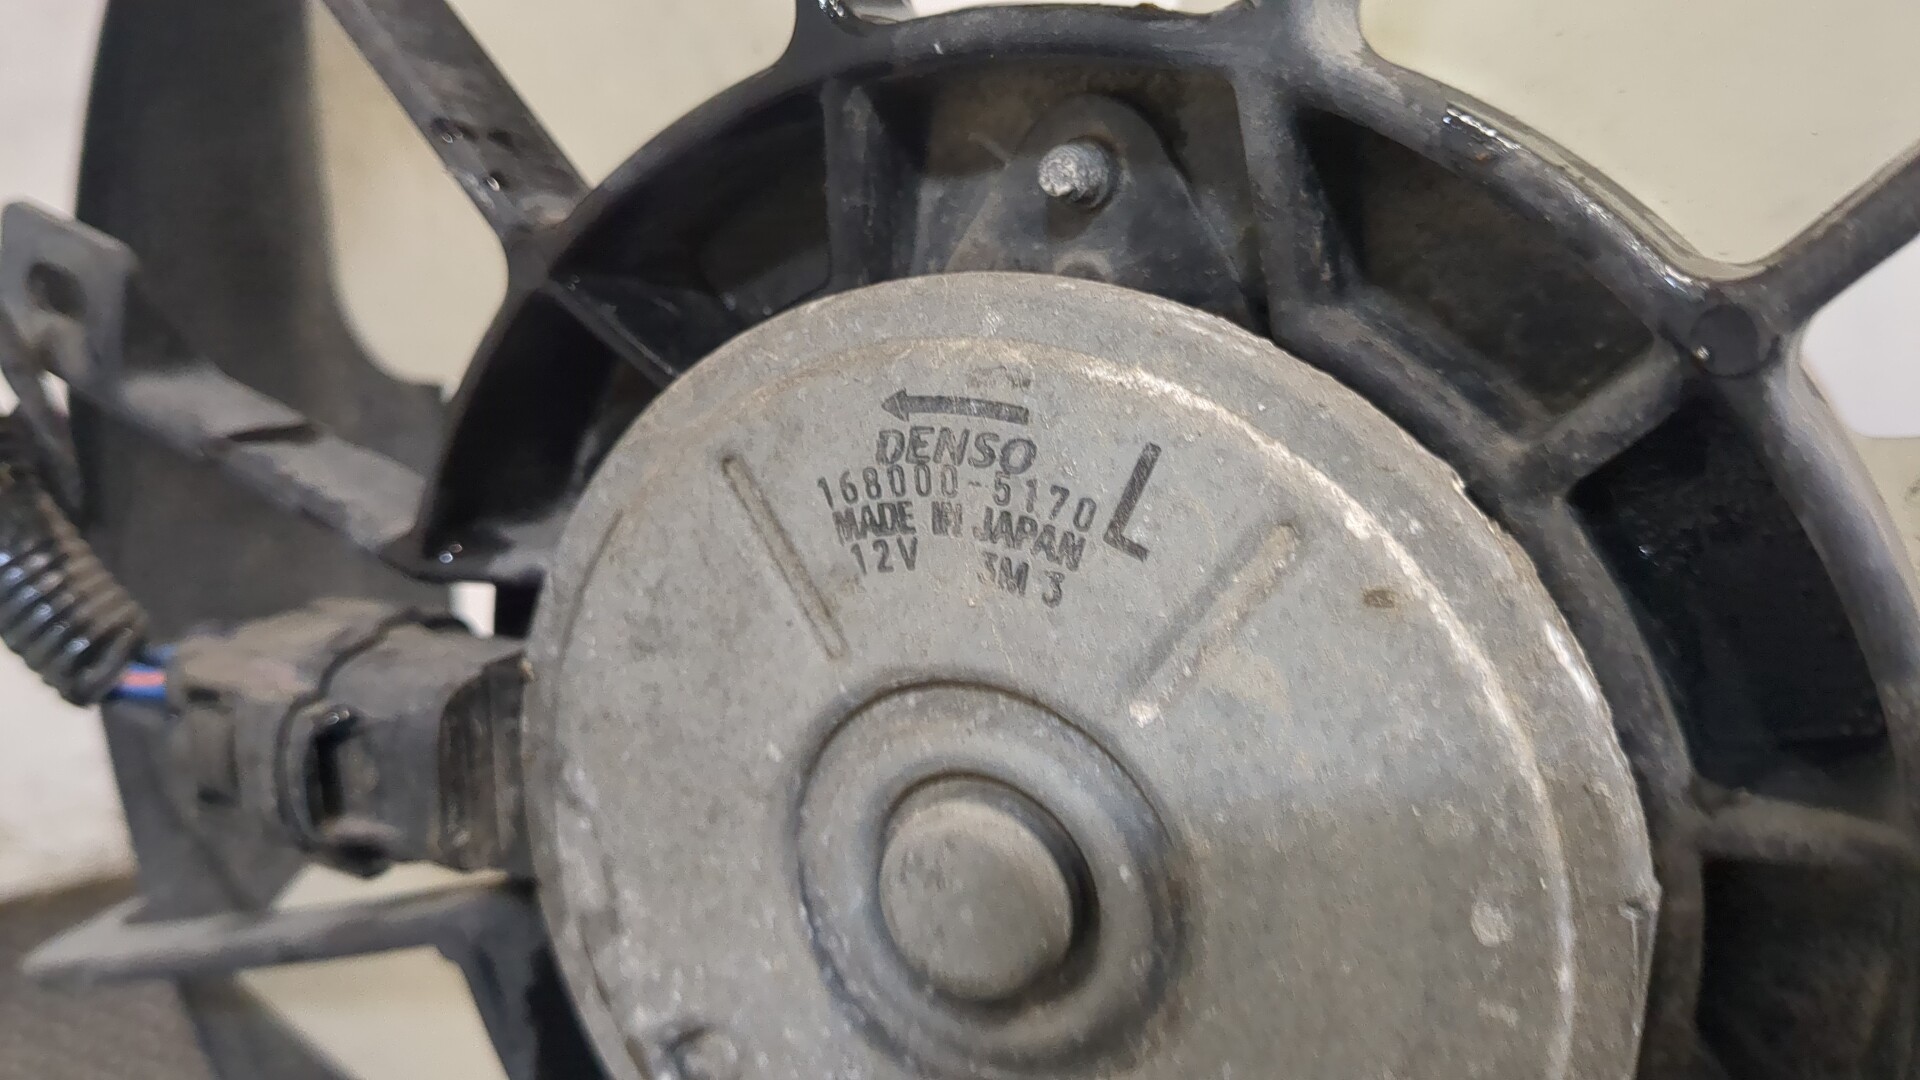 DENSO
168000-5170 L
MADE IN JAPAN
12V 3M 3